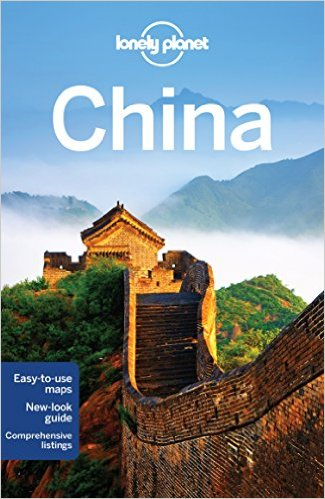 lonely planet
China
Easy-to-use
maps
New-look
guide
Comprehensive
listings